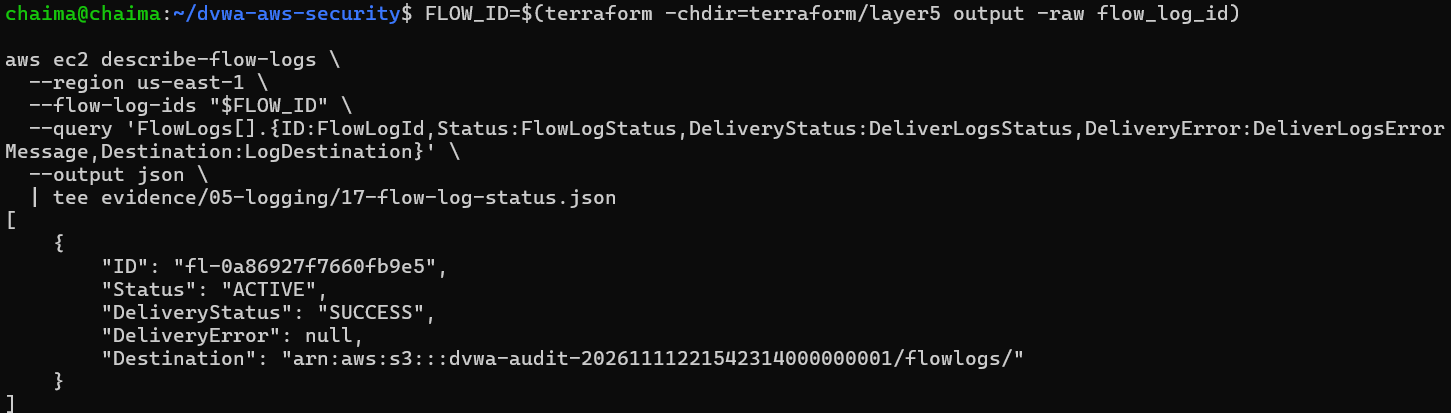 chaima@chaima:~/dvwa-aws-security$ FLOW_ID=$(terraform -chdir=terraform/layer5 output -raw flow_log_id)
aws ec2 describe-flow-logs \
  --region us-east-1 \
  --flow-log-ids "$FLOW_ID" \
  --query 'FlowLogs[].{ID:FlowLogId,Status:FlowLogStatus,DeliveryStatus:DeliverLogsStatus,DeliveryError:DeliverLogsError
Message,Destination:LogDestination}' \
  --output json \
  | tee evidence/05-logging/17-flow-log-status.json
[
    {
        "ID": "fl-0a86927f7660fb9e5",
        "Status": "ACTIVE",
        "DeliveryStatus": "SUCCESS",
        "DeliveryError": null,
        "Destination": "arn:aws:s3:::dvwa-audit-20261111221542314000000001/flowlogs/"
    }
]